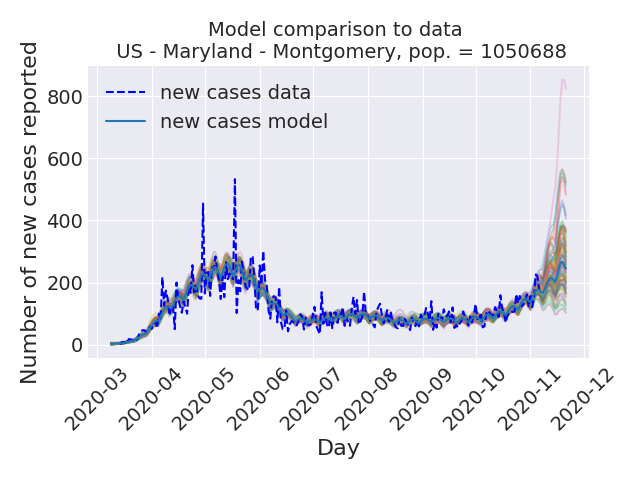 Model comparison to data
US - Maryland - Montgomery, pop. = 1050688
Number of new cases reported
800
600
400
200
0
new cases data
new cases model
2020-03
2020-04
2020-05
2020-06
2020-07
2020-08
2020-09
2020-10
2020-11
2020-12
Day